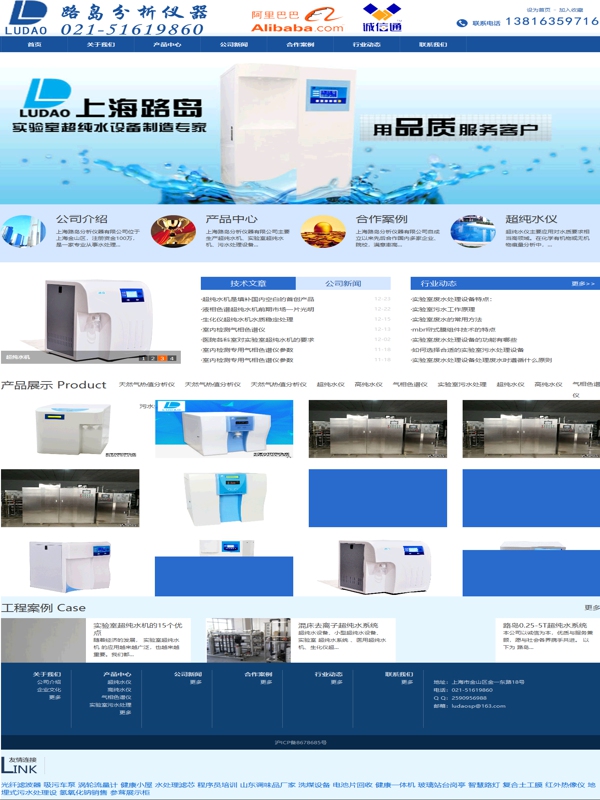 LUDAO
路岛分析仪器
021-51619860
阿里巴巴
Alibaba.com
诚信通
设为首页 - 加入收藏
联系电话 13816359716
首页 关于我们 产品中心 公司新闻 合作案例 行业动态 联系我们
LUDAO 上海路岛
实验室超纯水设备制造专家
用品质服务客户
公司介绍
上海路岛分析仪器有限公司位于
上海金山区，注册资金100万，
是一家专业从事水处理...
产品中心
上海路岛分析仪器有限公司主要
生产超纯水机、实验室超纯水
机、污水处理设备...
合作案例
上海路岛分析仪器有限公司自成
立以来先后合作国内多家企业、
院校、满意率高...
超纯水仪
超纯水仪主要应用对水质要求相
当高领域。在化学有机物或无机
物痕量分析中，...
超纯水机
1 2 3 4
技术文章 公司新闻
·超纯水机是填补国内空白的首创产品 12-23
·液相色谱超纯水机前期市场一片光明
·生化仪超纯水机水质稳定处理
·室内检测气相色谱仪
·医院各科室对实验室超纯水机的要求
·室内检测专用气相色谱仪参数
·室内检测专用气相色谱仪参数
行业动态 更多>>
·实验室废水处理设备特点:
·实验室污水工作原理
·实验室废水的常用方法
·mbr帘式膜组件技术的特点
·实验室废水处理设备的功能有哪些
·如何选择合适的实验室污水处理设备
·实验室废水处理设备处理废水时遵循什么原则
产品展示 Product 天然气热值分析仪 天然气热值分析仪 天然气热值分析仪 超纯水机 高纯水机 气相色谱仪 实验室污水处理 超纯水仪 高纯水仪 气相色谱仪
污水
工程案例 Case 更多
实验室超纯水机的15个优点
随着经济的发展， 实验室超纯水
机 的应用越来越广泛，也越来越
重要。我们都...
混床去离子超纯水系统
超纯水设备，小型超纯水设备，
实验室 超纯水系统 ，医用超纯水
机、生化仪超...
路岛0.25-5T超纯水系统
本公司以诚信为本，优质与服务兼
顾，愿与社会各界携手共进。 以
下为 路岛...
关于我们
公司介绍
企业文化
更多
产品中心
超纯水仪
高纯水仪
气相色谱仪
实验室污水处理
更多
公司新闻
更多
合作案例
更多
行业动态
更多
联系我们
更多
地址：上海市金山区金一东路18号
电话：021-51619860
Q Q：2590956988
邮箱：ludaosp@163.com
沪ICP备8678685号
友情连接
LINK
光纤滤波器 吸污车泵 涡轮流量计 健康小屋 水处理滤芯 程序员培训 山东调味品厂家 洗煤设备 电池片回收 健康一体机 玻璃钻台岗亭 智慧路灯 复合土工膜 红外热像仪 地
埋式污水处理设 氢氧化钠销售 参茸展示柜